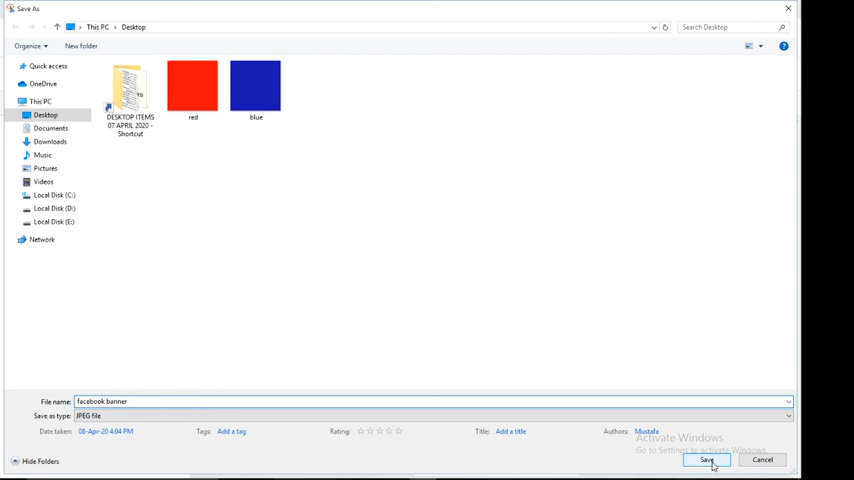 Save As
This PC > Desktop
Search Desktop
Organize
New folder
Quick access
OneDrive
This PC
Desktop
Documents
Downloads
Music
Pictures
Videos
Local Disk (C:)
Local Disk (D:)
Local Disk (E:)
Network
DESKTOP ITEMS
07 APRIL 2020 -
Shortcut
red
blue
File name: facebook banner
Save as type: JPEG file
Date taken: 08-Apr-20 4:04 PM
Tags: Add a tag
Rating:
Title: Add a title
Authors: Mustafa
Activate Windows
Go to Settings to activate Windows.
Hide Folders
Save
Cancel